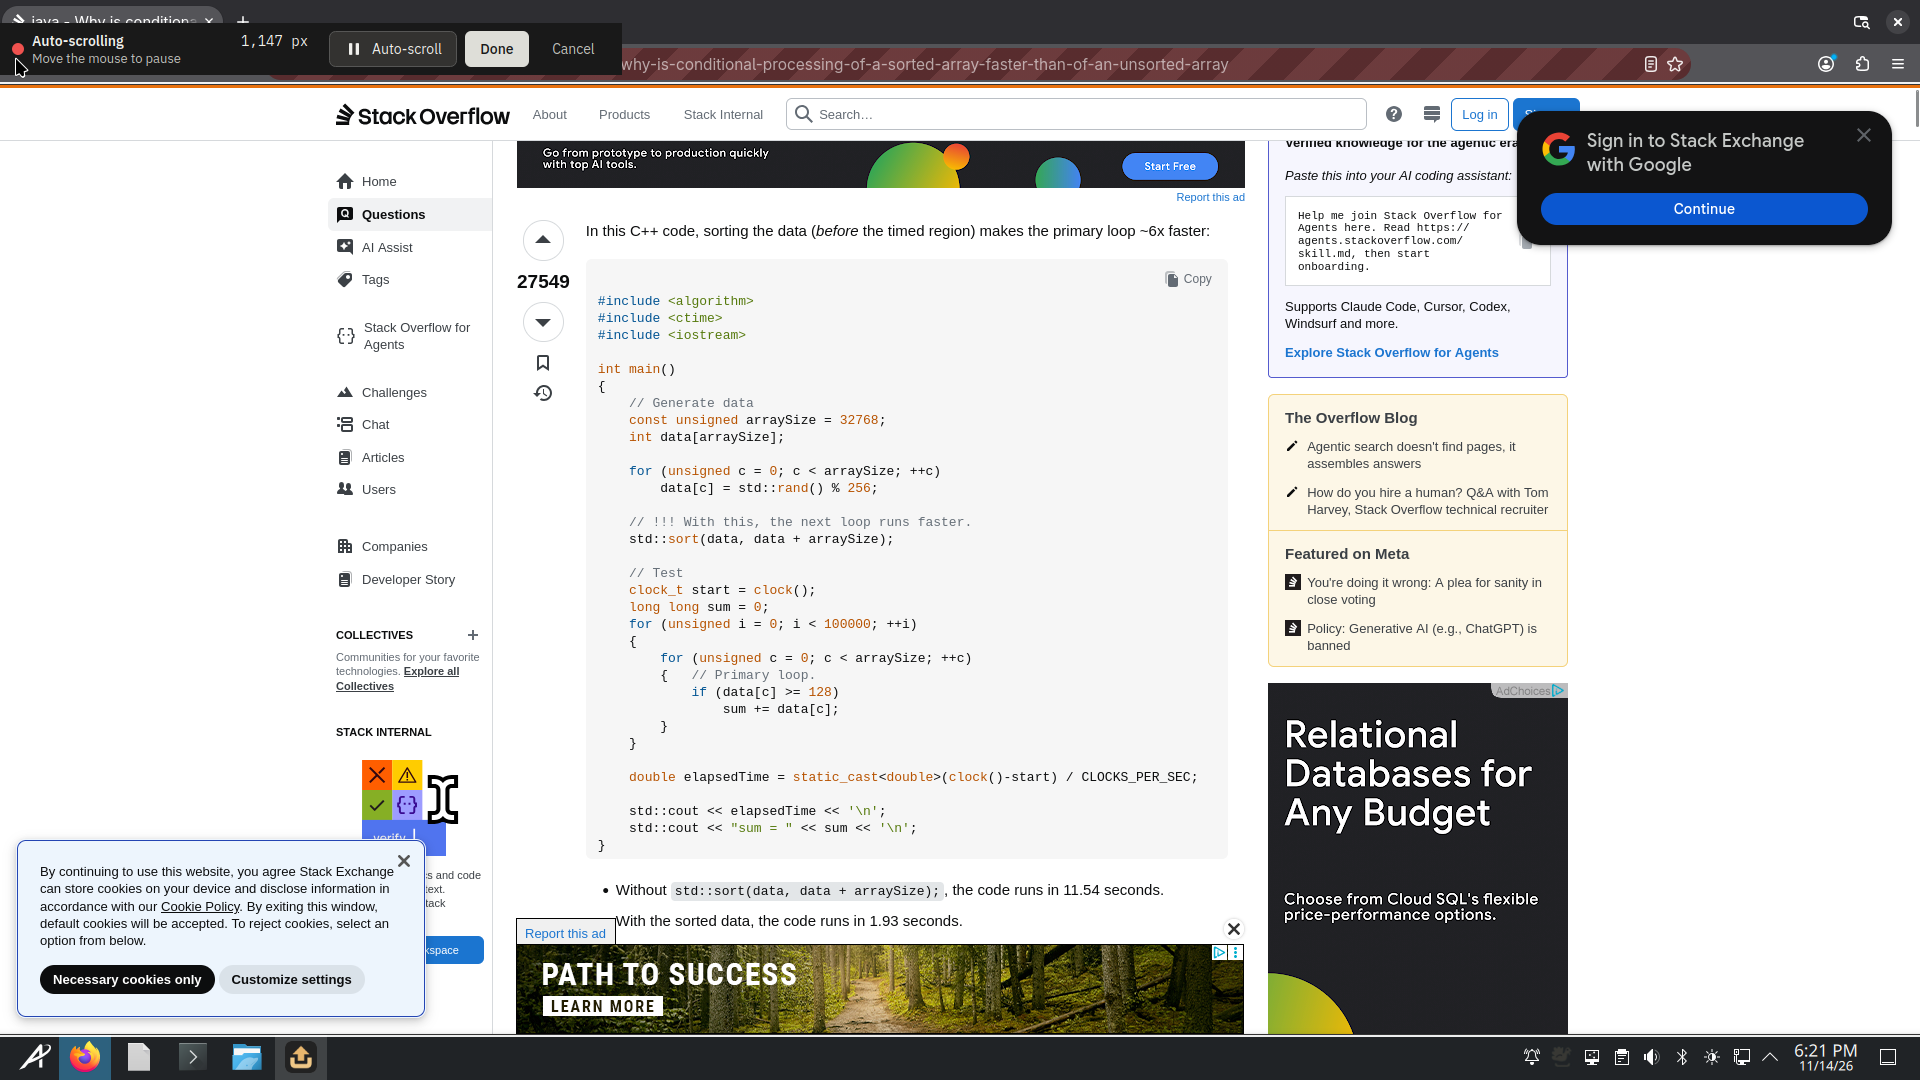 java - Why is condition
Auto-scrolling
Move the mouse to pause
1,147 px
Auto-scroll
Done
Cancel
why-is-conditional-processing-of-a-sorted-array-faster-than-of-an-unsorted-array
stack overflow
About
Products
Stack Internal
Search…
Log in
Sign in to Stack Exchange
with Google
Continue
Home
Questions
AI Assist
Tags
Stack Overflow for
Agents
Challenges
Chat
Articles
Users
Companies
Developer Story
COLLECTIVES
Communities for your favorite
technologies. Explore all
Collectives
STACK INTERNAL
verify
s and code
text.
tack
kspace
By continuing to use this website, you agree Stack Exchange
can store cookies on your device and disclose information in
accordance with our Cookie Policy. By exiting this window,
default cookies will be accepted. To reject cookies, select an
option from below.
Necessary cookies only
Customize settings
Go from prototype to production quickly
with top AI tools.
Start Free
Report this ad
27549
In this C++ code, sorting the data (before the timed region) makes the primary loop ~6x faster:
Copy
#include <algorithm>
#include <ctime>
#include <iostream>
int main()
{
    // Generate data
    const unsigned arraySize = 32768;
    int data[arraySize];
    for (unsigned c = 0; c < arraySize; ++c)
        data[c] = std::rand() % 256;
    // !!! With this, the next loop runs faster.
    std::sort(data, data + arraySize);
    // Test
    clock_t start = clock();
    long long sum = 0;
    for (unsigned i = 0; i < 100000; ++i)
    {
        for (unsigned c = 0; c < arraySize; ++c)
        {   // Primary loop.
            if (data[c] >= 128)
                sum += data[c];
        }
    }
    double elapsedTime = static_cast<double>(clock()-start) / CLOCKS_PER_SEC;
    std::cout << elapsedTime << '\n';
    std::cout << "sum = " << sum << '\n';
}
• Without std::sort(data, data + arraySize);, the code runs in 11.54 seconds.
With the sorted data, the code runs in 1.93 seconds.
Report this ad
PATH TO SUCCESS
LEARN MORE
Verified knowledge for the agentic era
Paste this into your AI coding assistant:
Help me join Stack Overflow for
Agents here. Read https://
agents.stackoverflow.com/
skill.md, then start
onboarding.
Supports Claude Code, Cursor, Codex,
Windsurf and more.
Explore Stack Overflow for Agents
The Overflow Blog
Agentic search doesn't find pages, it
assembles answers
How do you hire a human? Q&A with Tom
Harvey, Stack Overflow technical recruiter
Featured on Meta
You're doing it wrong: A plea for sanity in
close voting
Policy: Generative AI (e.g., ChatGPT) is
banned
AdChoices
Relational
Databases for
Any Budget
Choose from Cloud SQL's flexible
price-performance options.
6:21 PM
11/14/26